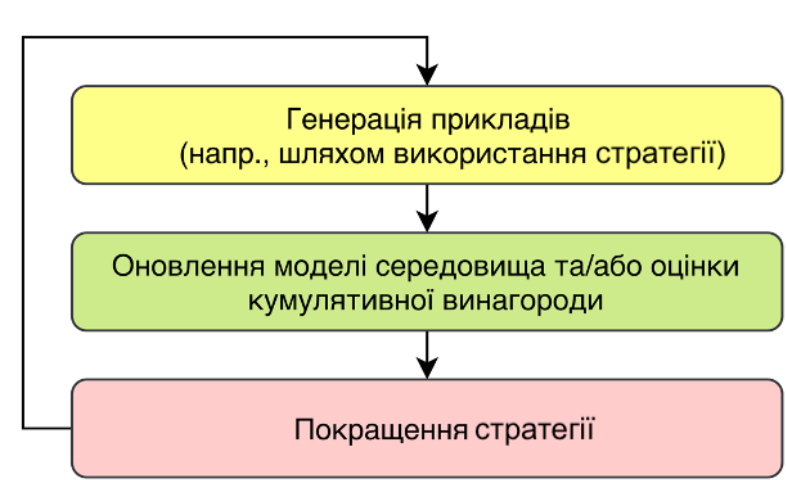 Генерація прикладів
(напр., шляхом використання стратегії)
Оновлення моделі середовища та/або оцінки
кумулятивної винагороди
Покращення стратегії